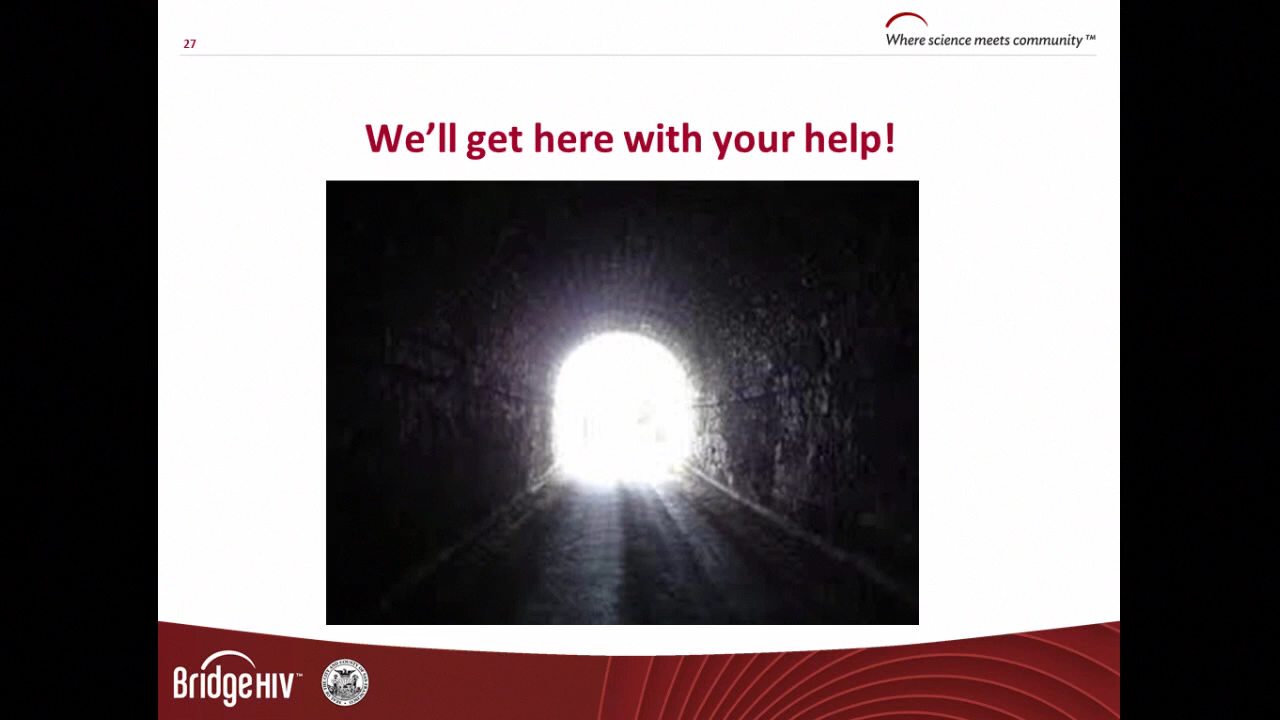 27
Where science meets community™
We'll get here with your help!
BridgeHIV™